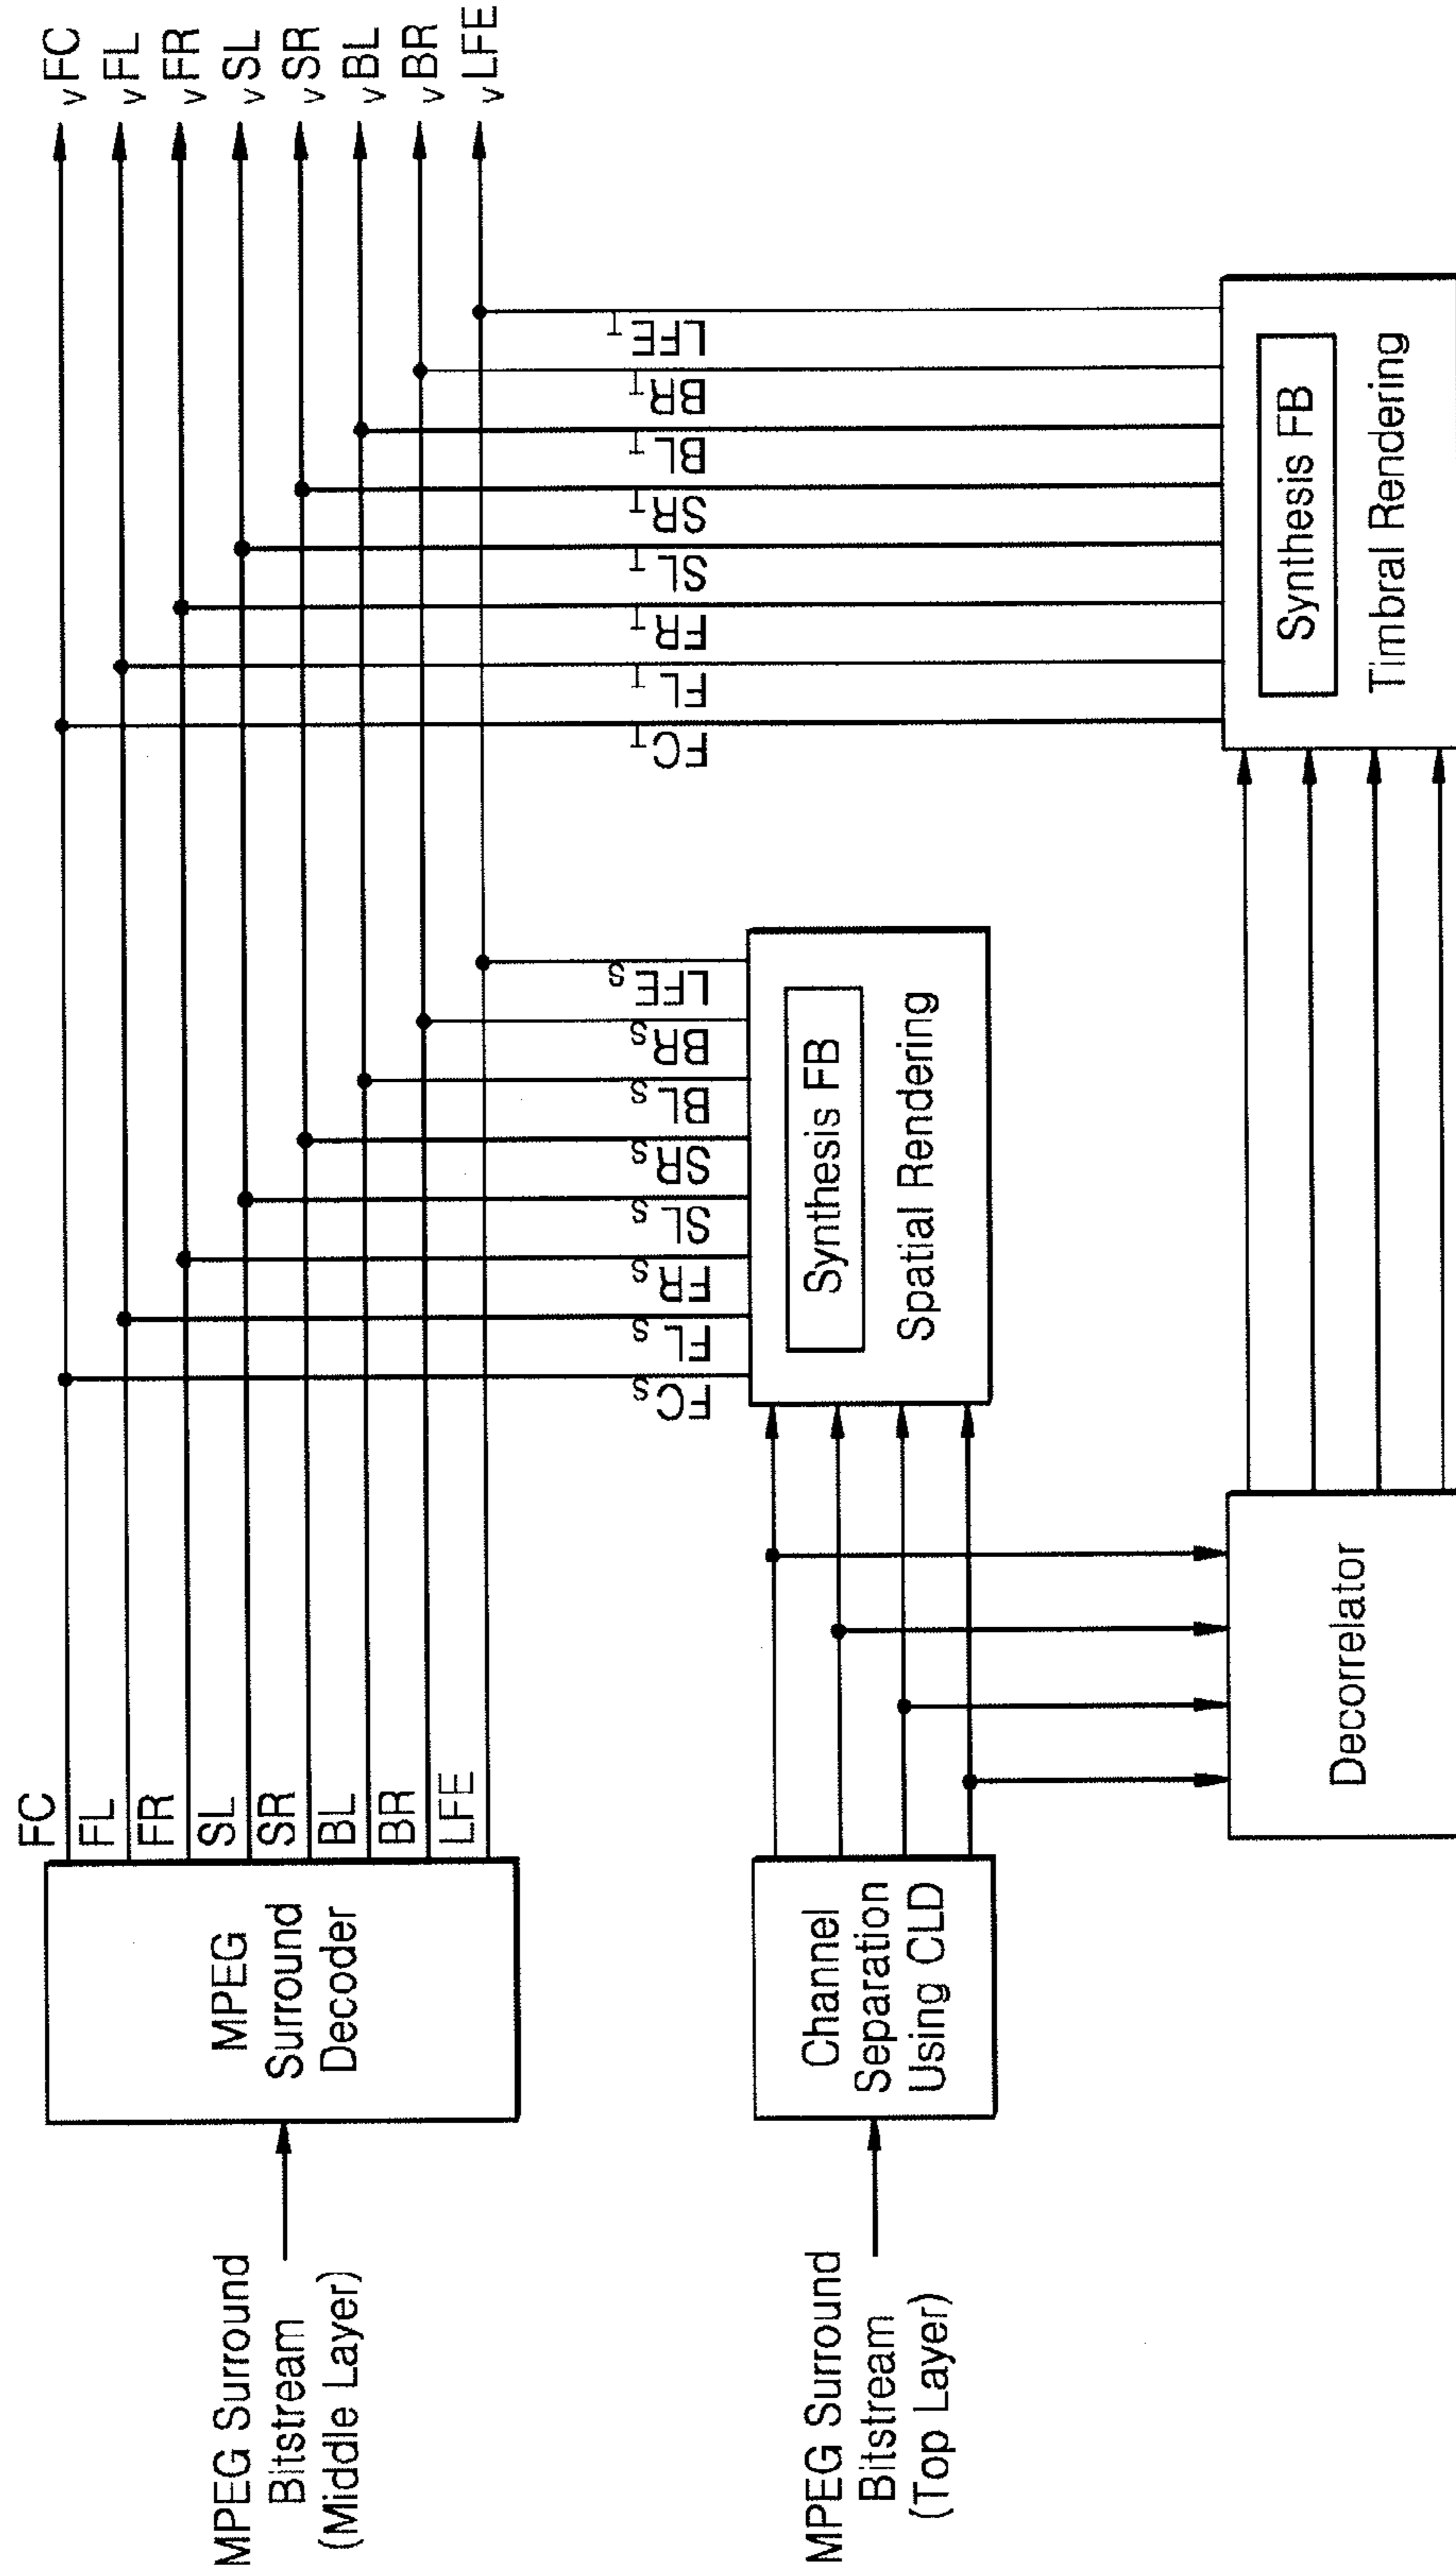 MPEG Surround
Bitstream
(Middle Layer)
MPEG
Surround
Decoder
FC
FL
FR
SL
SR
BL
BR
LFE
vFC
vFL
vFR
vSL
vSR
vBL
vBR
vLFE
MPEG Surround
Bitstream
(Top Layer)
Channel
Separation
Using CLD
FCS
FLS
FRS
SLS
SRS
BLS
BRS
LFES
Synthesis FB
Spatial Rendering
FCT
FLT
FRT
SLT
SRT
BLT
BRT
LFET
Decorrelator
Synthesis FB
Timbral Rendering